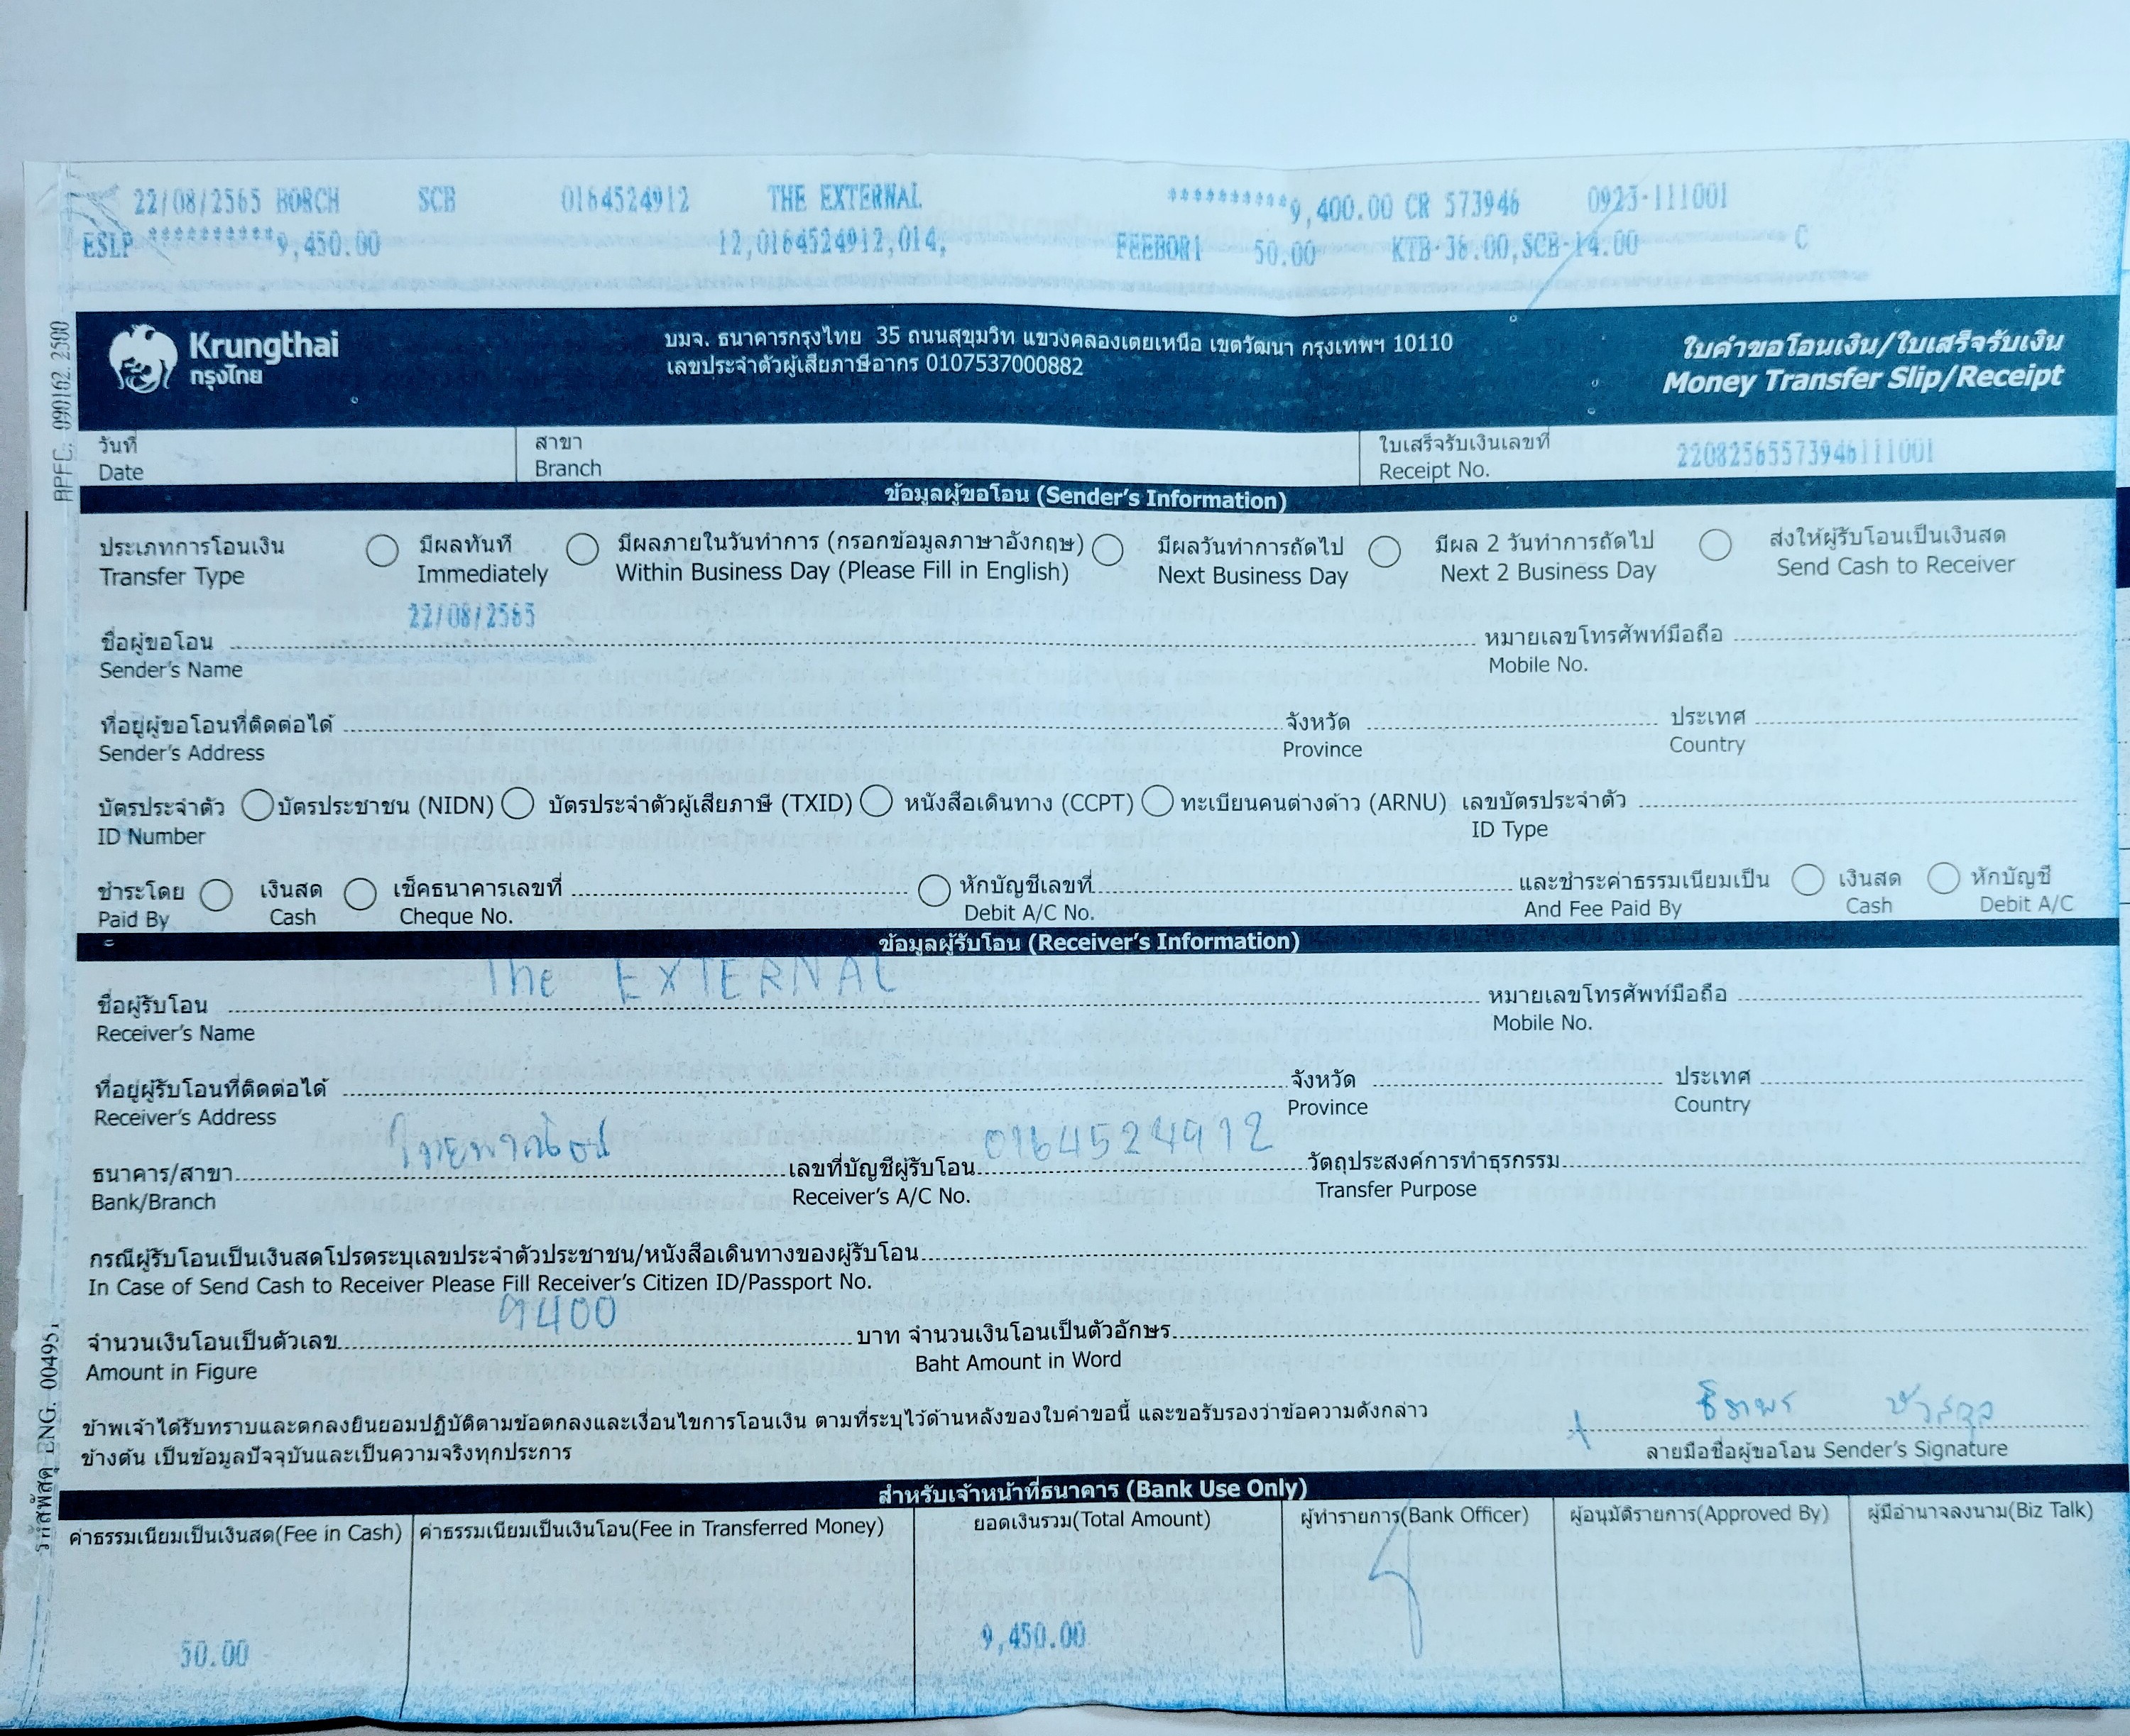 22/08/2565 BORCH SCB 0164524912 THE EXTERNAL **********9,400.00 CR 573946 0923-111001
ESLP **********9,450.00 12,0164524912,014, FEEBOR1 50.00 KTB-36.00,SCB-14.00 C
Krungthai
กรุงไทย
บมจ. ธนาคารกรุงไทย 35 ถนนสุขุมวิท แขวงคลองเตยเหนือ เขตวัฒนา กรุงเทพฯ 10110
เลขประจำตัวผู้เสียภาษีอากร 0107537000882
ใบคำขอโอนเงิน/ใบเสร็จรับเงิน
Money Transfer Slip/Receipt
วันที่ สาขา ใบเสร็จรับเงินเลขที่ 22082565573946111001
Date Branch Receipt No.
ข้อมูลผู้ขอโอน (Sender's Information)
ประเภทการโอนเงิน มีผลทันที มีผลภายในวันทำการ (กรอกข้อมูลภาษาอังกฤษ) มีผลวันทำการถัดไป มีผล 2 วันทำการถัดไป ส่งให้ผู้รับโอนเป็นเงินสด
Transfer Type Immediately Within Business Day (Please Fill in English) Next Business Day Next 2 Business Day Send Cash to Receiver
22/08/2565
ชื่อผู้ขอโอน หมายเลขโทรศัพท์มือถือ
Sender's Name Mobile No.
ที่อยู่ผู้ขอโอนที่ติดต่อได้ จังหวัด ประเทศ
Sender's Address Province Country
บัตรประจำตัว บัตรประชาชน (NIDN) บัตรประจำตัวผู้เสียภาษี (TXID) หนังสือเดินทาง (CCPT) ทะเบียนคนต่างด้าว (ARNU) เลขบัตรประจำตัว
ID Number ID Type
ชำระโดย เงินสด เช็คธนาคารเลขที่ หักบัญชีเลขที่ และชำระค่าธรรมเนียมเป็น เงินสด หักบัญชี
Paid By Cash Cheque No. Debit A/C No. And Fee Paid By Cash Debit A/C
ข้อมูลผู้รับโอน (Receiver's Information)
The EXTERNAL
ชื่อผู้รับโอน หมายเลขโทรศัพท์มือถือ
Receiver's Name Mobile No.
ที่อยู่ผู้รับโอนที่ติดต่อได้ จังหวัด ประเทศ
Receiver's Address Province Country
ธนาคาร/สาขา ไทยพาณิชย์ เลขที่บัญชีผู้รับโอน 0164524912 วัตถุประสงค์การทำธุรกรรม
Bank/Branch Receiver's A/C No. Transfer Purpose
กรณีผู้รับโอนเป็นเงินสดโปรดระบุเลขประจำตัวประชาชน/หนังสือเดินทางของผู้รับโอน
In Case of Send Cash to Receiver Please Fill Receiver's Citizen ID/Passport No.
จำนวนเงินโอนเป็นตัวเลข 9400 บาท จำนวนเงินโอนเป็นตัวอักษร
Amount in Figure Baht Amount in Word
ข้าพเจ้าได้รับทราบและตกลงยินยอมปฏิบัติตามข้อตกลงและเงื่อนไขการโอนเงิน ตามที่ระบุไว้ด้านหลังของใบคำขอนี้ และขอรับรองว่าข้อความดังกล่าว
ข้างต้น เป็นข้อมูลปัจจุบันและเป็นความจริงทุกประการ
ลายมือชื่อผู้ขอโอน Sender's Signature
สำหรับเจ้าหน้าที่ธนาคาร (Bank Use Only)
ค่าธรรมเนียมเป็นเงินสด(Fee in Cash) ค่าธรรมเนียมเป็นเงินโอน(Fee in Transferred Money) ยอดเงินรวม(Total Amount) ผู้ทำรายการ(Bank Officer) ผู้อนุมัติรายการ(Approved By) ผู้มีอำนาจลงนาม(Biz Talk)
50.00 9,450.00
RPFC. 090162.2500
รหัสพัสดุ ENG. 004951